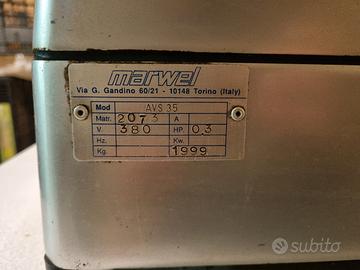 marwel
Via G. Gandino 60/21 - 10148 Torino (Italy)
Mod AVS 35
Matr. 2073 A
V. 380 HP 0.3
Hz. Kw.
Kg. 1999
subito